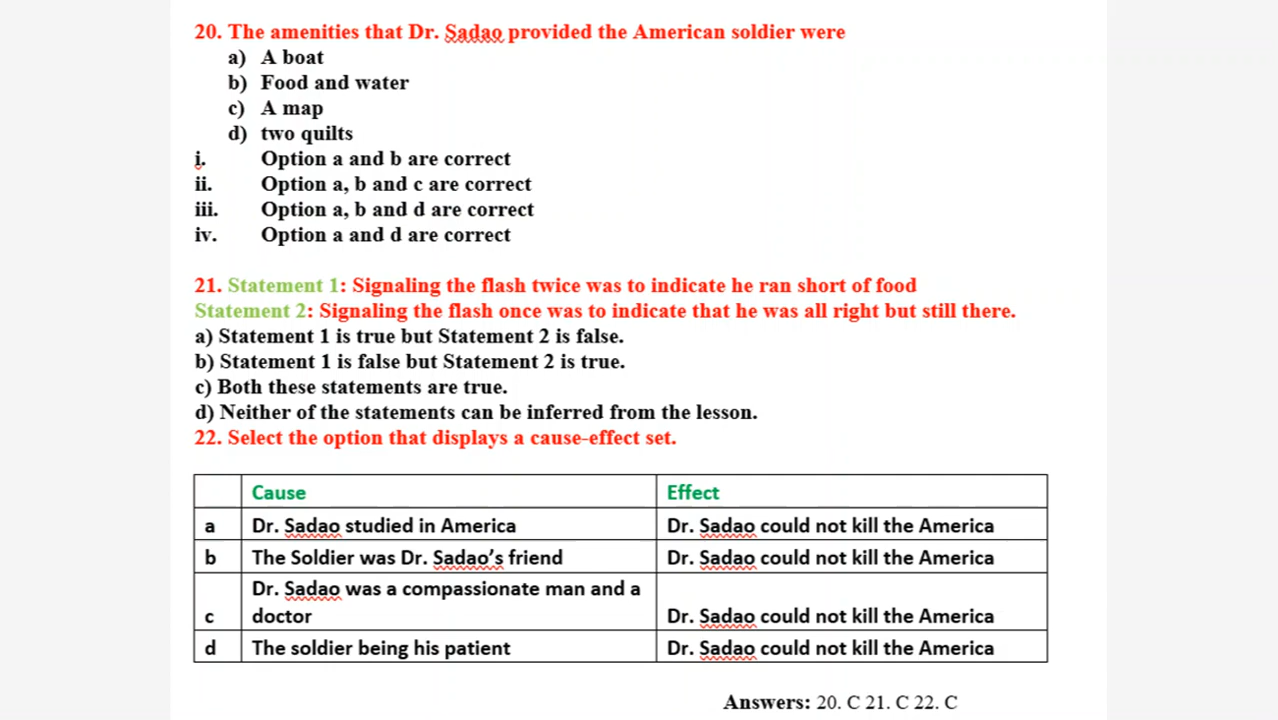 20. The amenities that Dr. Sadao provided the American soldier were
a) A boat
b) Food and water
c) A map
d) two quilts
i. Option a and b are correct
ii. Option a, b and c are correct
iii. Option a, b and d are correct
iv. Option a and d are correct
21. Statement 1: Signaling the flash twice was to indicate he ran short of food
Statement 2: Signaling the flash once was to indicate that he was all right but still there.
a) Statement 1 is true but Statement 2 is false.
b) Statement 1 is false but Statement 2 is true.
c) Both these statements are true.
d) Neither of the statements can be inferred from the lesson.
22. Select the option that displays a cause-effect set.
Cause Effect
a Dr. Sadao studied in America Dr. Sadao could not kill the America
b The Soldier was Dr. Sadao's friend Dr. Sadao could not kill the America
Dr. Sadao was a compassionate man and a
c doctor Dr. Sadao could not kill the America
d The soldier being his patient Dr. Sadao could not kill the America
Answers: 20. C 21. C 22. C